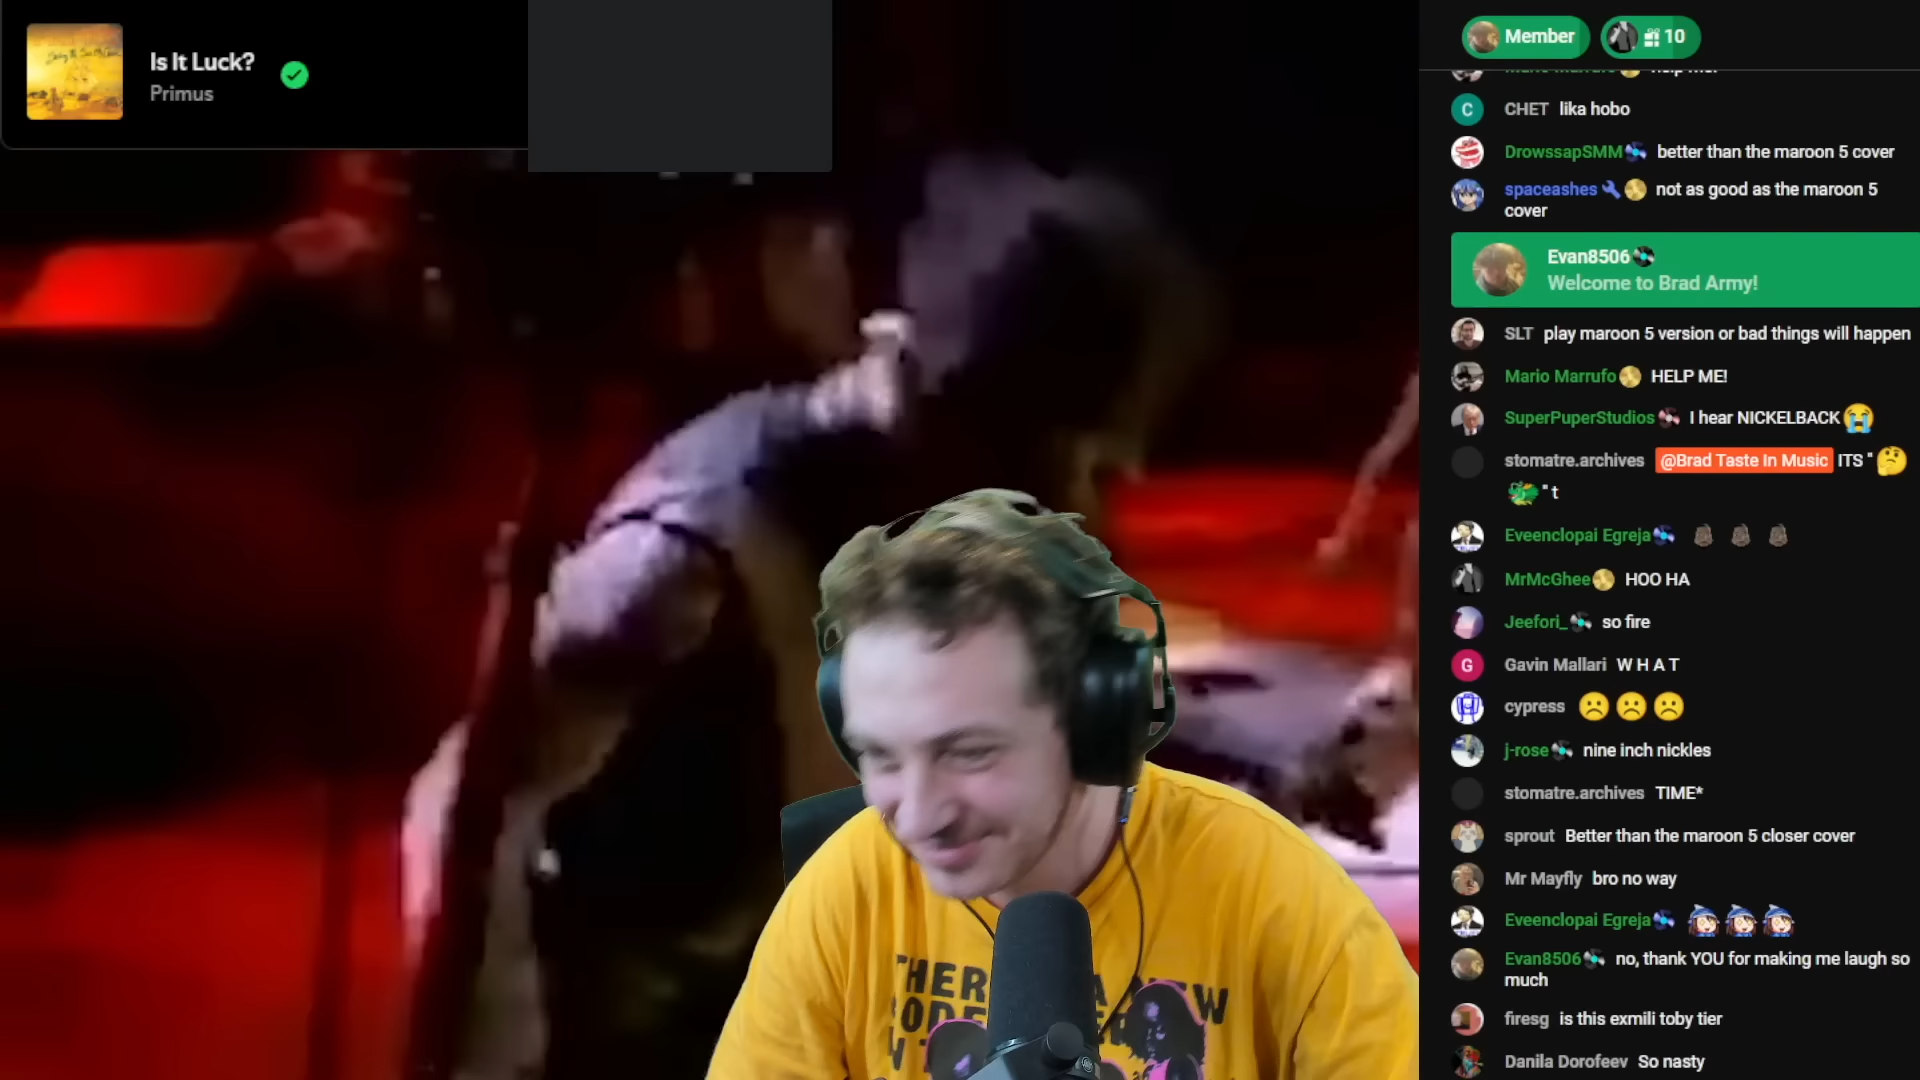 Is It Luck?
Primus
Member
10
CHET lika hobo
DrowssapSMM better than the maroon 5 cover
spaceashes not as good as the maroon 5
cover
Evan8506
Welcome to Brad Army!
SLT play maroon 5 version or bad things will happen
Mario Marrufo HELP ME!
SuperPuperStudios I hear NICKELBACK 😭
stomatre.archives @Brad Taste In Music ITS " 🤔
🐲 " t
Eveenclopai Egreja 🗿 🗿 🗿
MrMcGhee HOO HA
Jeefori_ so fire
G Gavin Mallari W H A T
cypress ☹️ ☹️ ☹️
j-rose nine inch nickles
stomatre.archives TIME*
sprout Better than the maroon 5 closer cover
Mr Mayfly bro no way
Eveenclopai Egreja
Evan8506 no, thank YOU for making me laugh so
much
firesg is this exmili toby tier
Danila Dorofeev So nasty